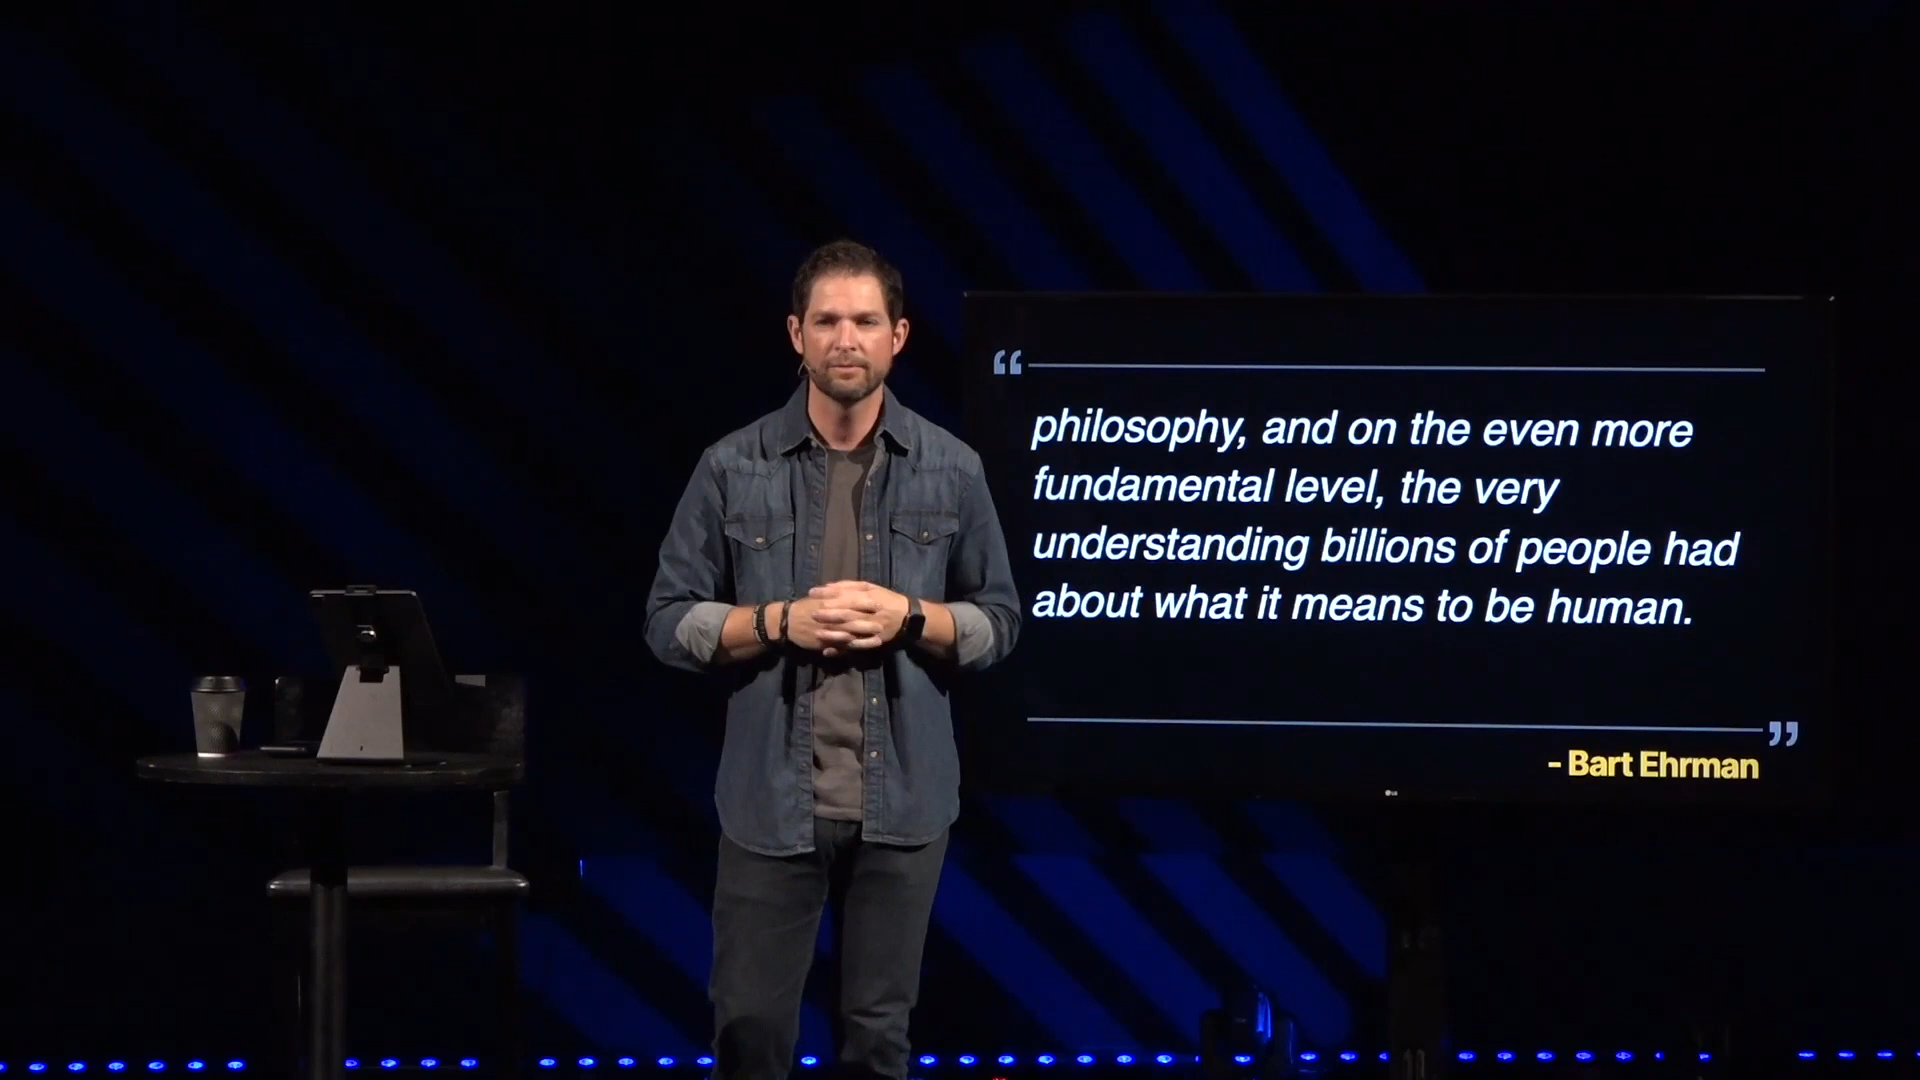 “
philosophy, and on the even more
fundamental level, the very
understanding billions of people had
about what it means to be human.
”
- Bart Ehrman
LG